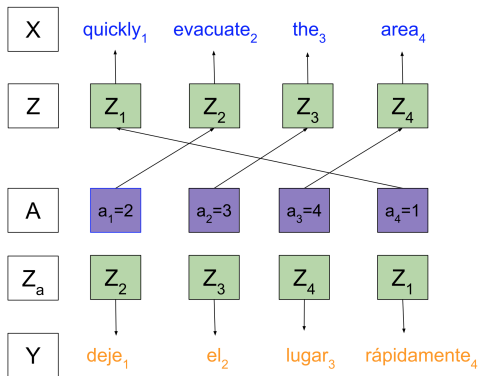 X quickly₁ evacuate₂ the₃ area₄
Z Z₁ Z₂ Z₃ Z₄
A a₁=2 a₂=3 a₃=4 a₄=1
Zₐ Z₂ Z₃ Z₄ Z₁
Y deje₁ el₂ lugar₃ rápidamente₄